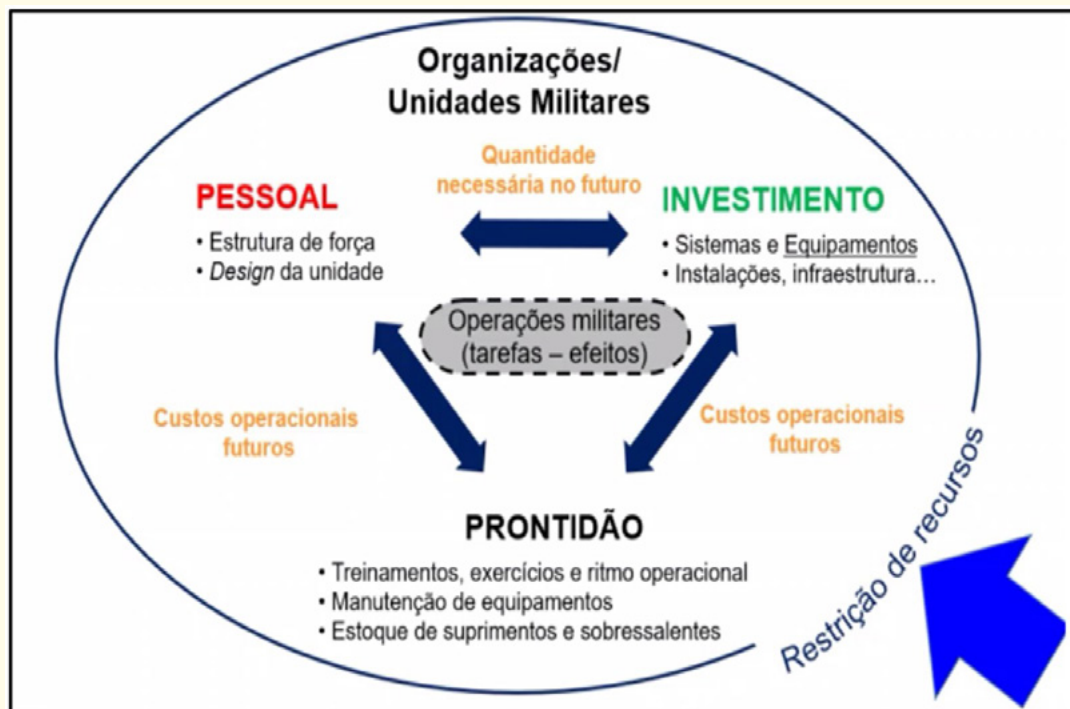 Organizações/
Unidades Militares
Quantidade
necessária no futuro
PESSOAL
• Estrutura de força
• Design da unidade
INVESTIMENTO
• Sistemas e Equipamentos
• Instalações, infraestrutura...
Operações militares
(tarefas – efeitos)
Custos operacionais
futuros
Custos operacionais
futuros
PRONTIDÃO
• Treinamentos, exercícios e ritmo operacional
• Manutenção de equipamentos
• Estoque de suprimentos e sobressalentes
Restrição de recursos